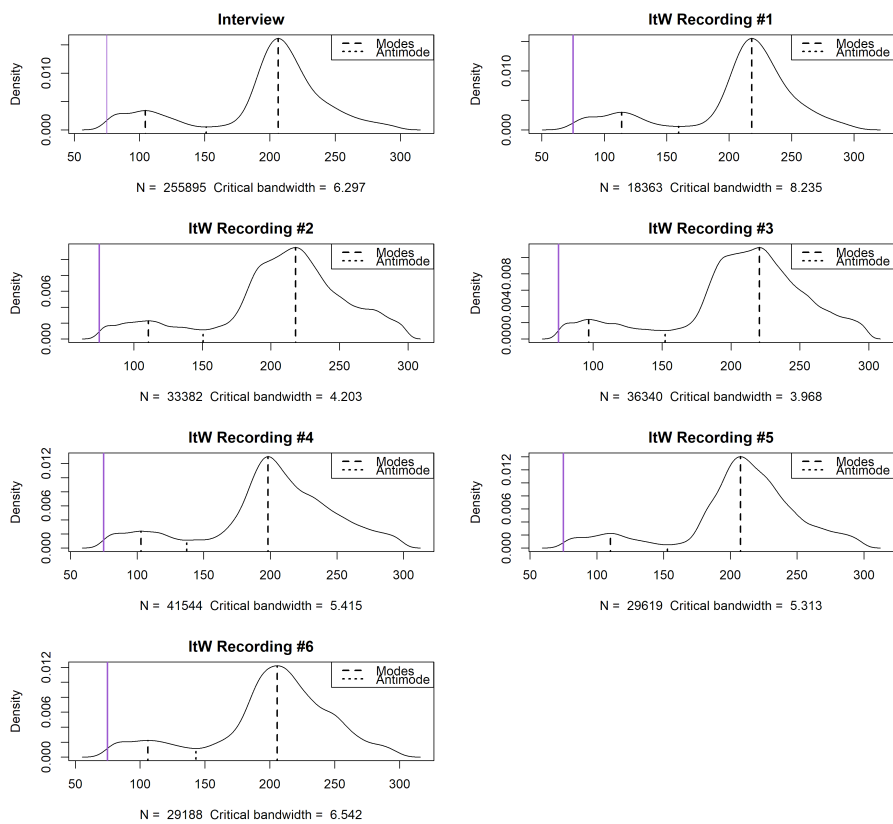 Interview
Modes
Antimode
Density
0.000 0.010
50 100 150 200 250 300
N = 255895 Critical bandwidth = 6.297
ItW Recording #1
Modes
Antimode
Density
0.000 0.010
50 100 150 200 250 300
N = 18363 Critical bandwidth = 8.235
ItW Recording #2
Modes
Antimode
Density
0.000 0.006
100 150 200 250 300
N = 33382 Critical bandwidth = 4.203
ItW Recording #3
Modes
Antimode
Density
0.000 0.004 0.008
100 150 200 250 300
N = 36340 Critical bandwidth = 3.968
ItW Recording #4
Modes
Antimode
Density
0.000 0.006 0.012
50 100 150 200 250 300
N = 41544 Critical bandwidth = 5.415
ItW Recording #5
Modes
Antimode
Density
0.000 0.006 0.012
50 100 150 200 250 300
N = 29619 Critical bandwidth = 5.313
ItW Recording #6
Modes
Antimode
Density
0.000 0.006 0.012
50 100 150 200 250 300
N = 29188 Critical bandwidth = 6.542